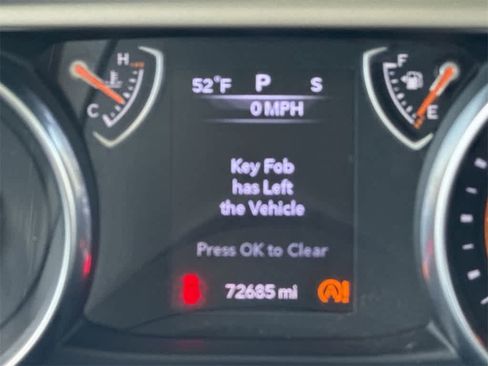 H
F
52°F P S
C
E
0 MPH
Key Fob
has Left
the Vehicle
Press OK to Clear
72685 mi